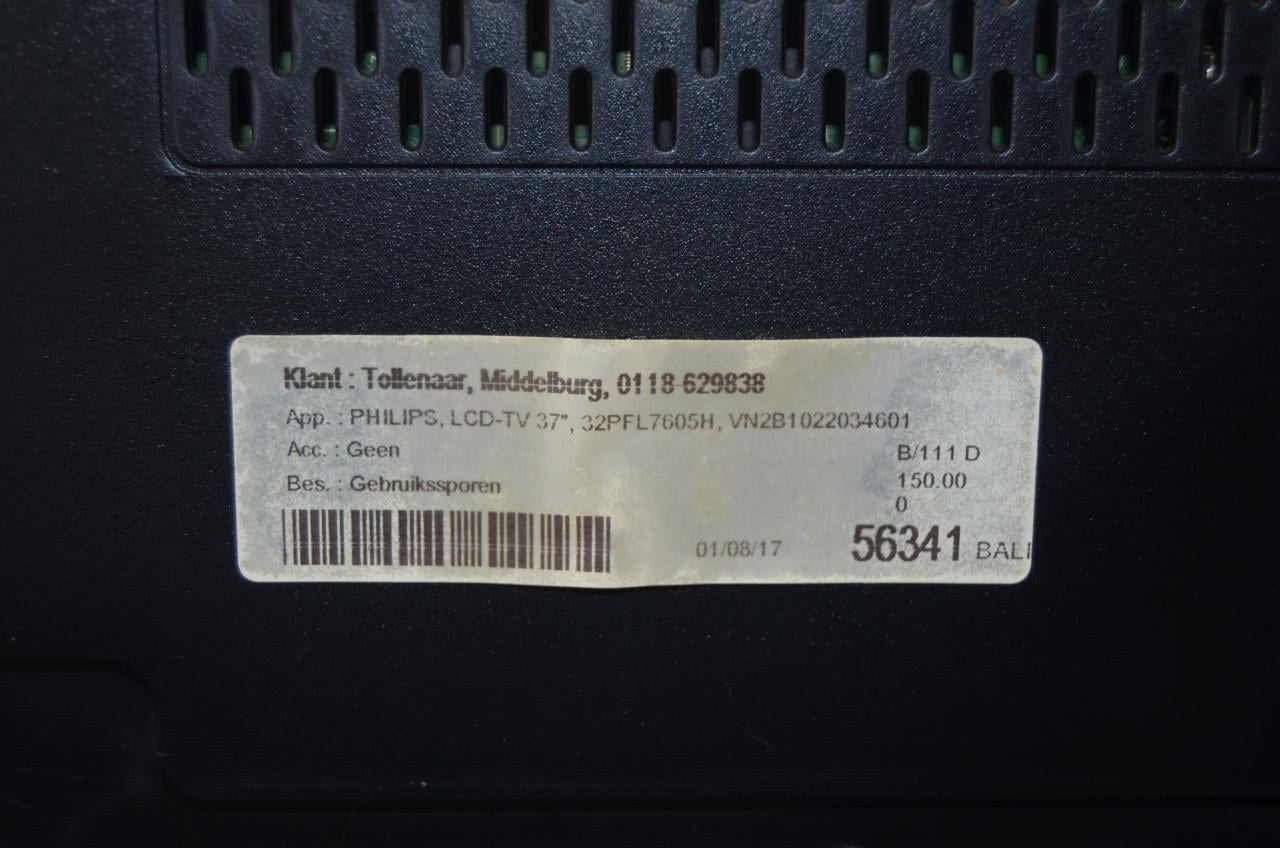 Klant : Tollenaar, Middelburg, 0118-629838
App. : PHILIPS, LCD-TV 37", 32PFL7605H, VN2B1022034601
Acc. : Geen
B/111 D
Bes. : Gebruikssporen
150.00
0
01/08/17
56341 BALI